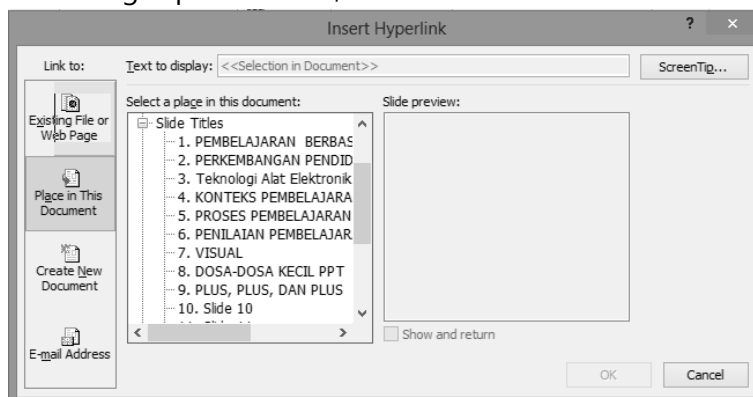 Insert Hyperlink
? ×
Link to:
Text to display: <<Selection in Document>>
ScreenTip...
Existing File or
Web Page
Place in This
Document
Create New
Document
E-mail Address
Select a place in this document:
Slide Titles
1. PEMBELAJARAN BERBAS
2. PERKEMBANGAN PENDID
3. Teknologi Alat Elektronik
4. KONTEKS PEMBELAJARA
5. PROSES PEMBELAJARAN
6. PENILAIAN PEMBELAJAR
7. VISUAL
8. DOSA-DOSA KECIL PPT
9. PLUS, PLUS, DAN PLUS
10. Slide 10
Slide preview:
Show and return
OK
Cancel